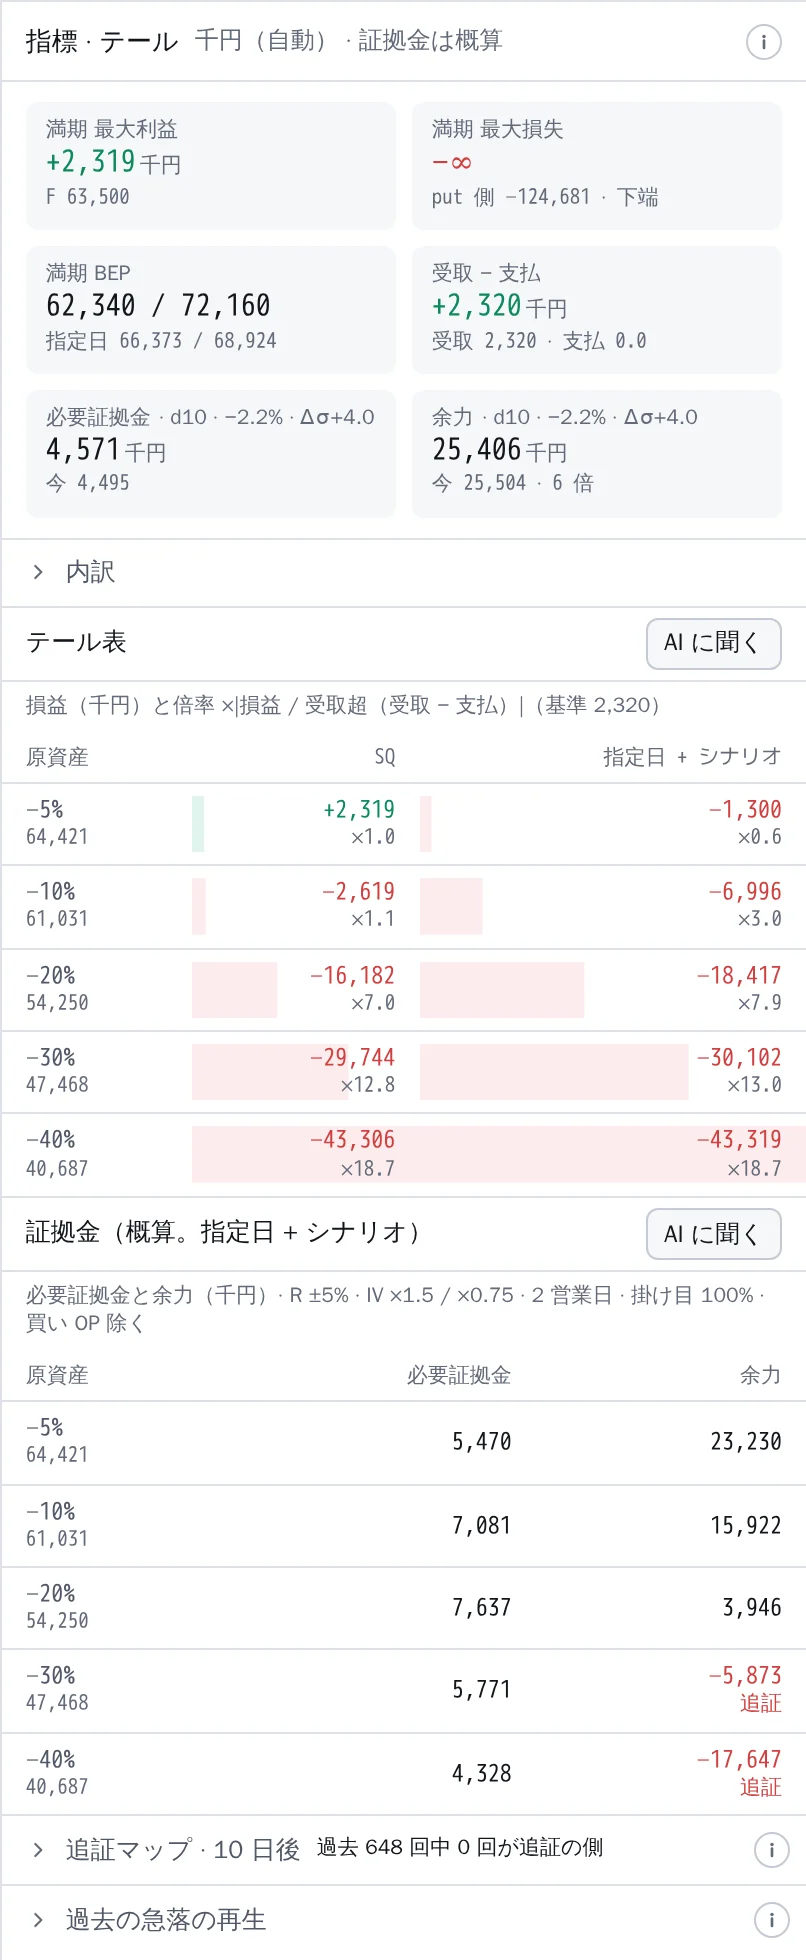 指標 · テール 千円（自動） · 証拠金は概算
満期 最大利益
+2,319 千円
F 63,500
満期 最大損失
−∞
put 側 −124,681 · 下端
満期 BEP
62,340 / 72,160
指定日 66,373 / 68,924
受取 − 支払
+2,320 千円
受取 2,320 · 支払 0.0
必要証拠金 · d10 · −2.2% · Δσ+4.0
4,571 千円
今 4,495
余力 · d10 · −2.2% · Δσ+4.0
25,406 千円
今 25,504 · 6 倍
内訳
テール表 AI に聞く
損益（千円）と倍率 ×|損益 / 受取超（受取 − 支払）|（基準 2,320）
原資産 SQ 指定日 + シナリオ
−5% +2,319 −1,300
64,421 ×1.0 ×0.6
−10% −2,619 −6,996
61,031 ×1.1 ×3.0
−20% −16,182 −18,417
54,250 ×7.0 ×7.9
−30% −29,744 −30,102
47,468 ×12.8 ×13.0
−40% −43,306 −43,319
40,687 ×18.7 ×18.7
証拠金（概算。指定日 + シナリオ） AI に聞く
必要証拠金と余力（千円）· R ±5% · IV ×1.5 / ×0.75 · 2 営業日 · 掛け目 100% ·
買い OP 除く
原資産 必要証拠金 余力
−5%
64,421 5,470 23,230
−10%
61,031 7,081 15,922
−20%
54,250 7,637 3,946
−30% 5,771 −5,873
47,468 追証
−40% 4,328 −17,647
40,687 追証
追証マップ · 10 日後 過去 648 回中 0 回が追証の側
過去の急落の再生